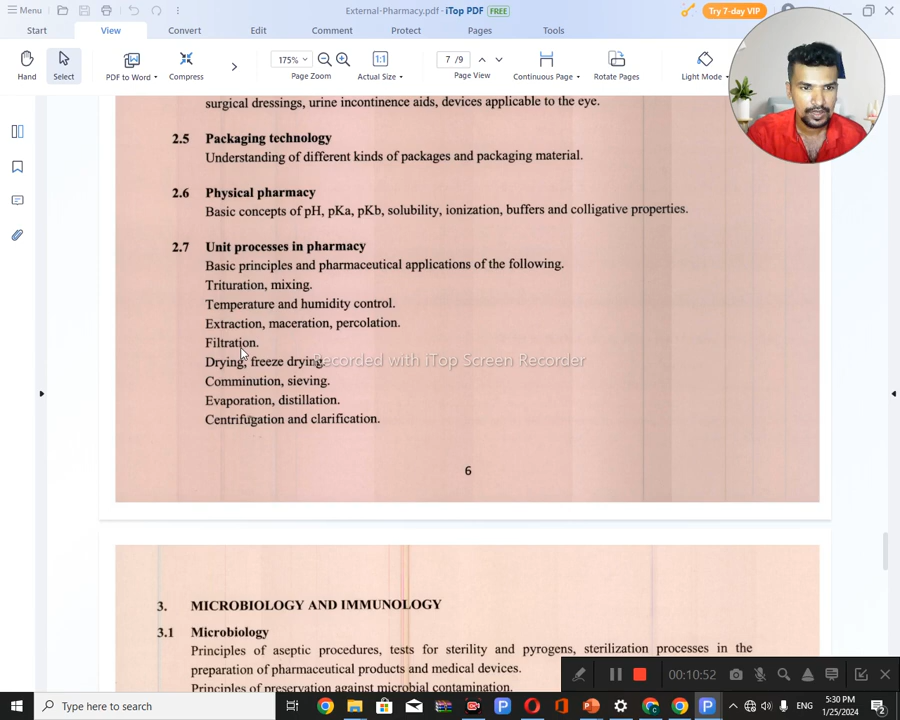 Menu
External-Pharmacy.pdf - iTop PDF FREE
Try 7-day VIP
Start View Convert Edit Comment Protect Pages Tools
175% 1:1 7 /9
Hand Select PDF to Word Compress Page Zoom Actual Size Page View Continuous Page Rotate Pages Light Mode
surgical dressings, urine incontinence aids, devices applicable to the eye.
2.5 Packaging technology
Understanding of different kinds of packages and packaging material.
2.6 Physical pharmacy
Basic concepts of pH, pKa, pKb, solubility, ionization, buffers and colligative properties.
2.7 Unit processes in pharmacy
Basic principles and pharmaceutical applications of the following.
Trituration, mixing.
Temperature and humidity control.
Extraction, maceration, percolation.
Filtration.
Drying, freeze drying.
Recorded with iTop Screen Recorder
Comminution, sieving.
Evaporation, distillation.
Centrifugation and clarification.
6
3. MICROBIOLOGY AND IMMUNOLOGY
3.1 Microbiology
Principles of aseptic procedures, tests for sterility and pyrogens, sterilization processes in the
preparation of pharmaceutical products and medical devices.
Principles of preservation against microbial contamination.
00:10:52
Type here to search
ENG
5:30 PM
1/25/2024
2